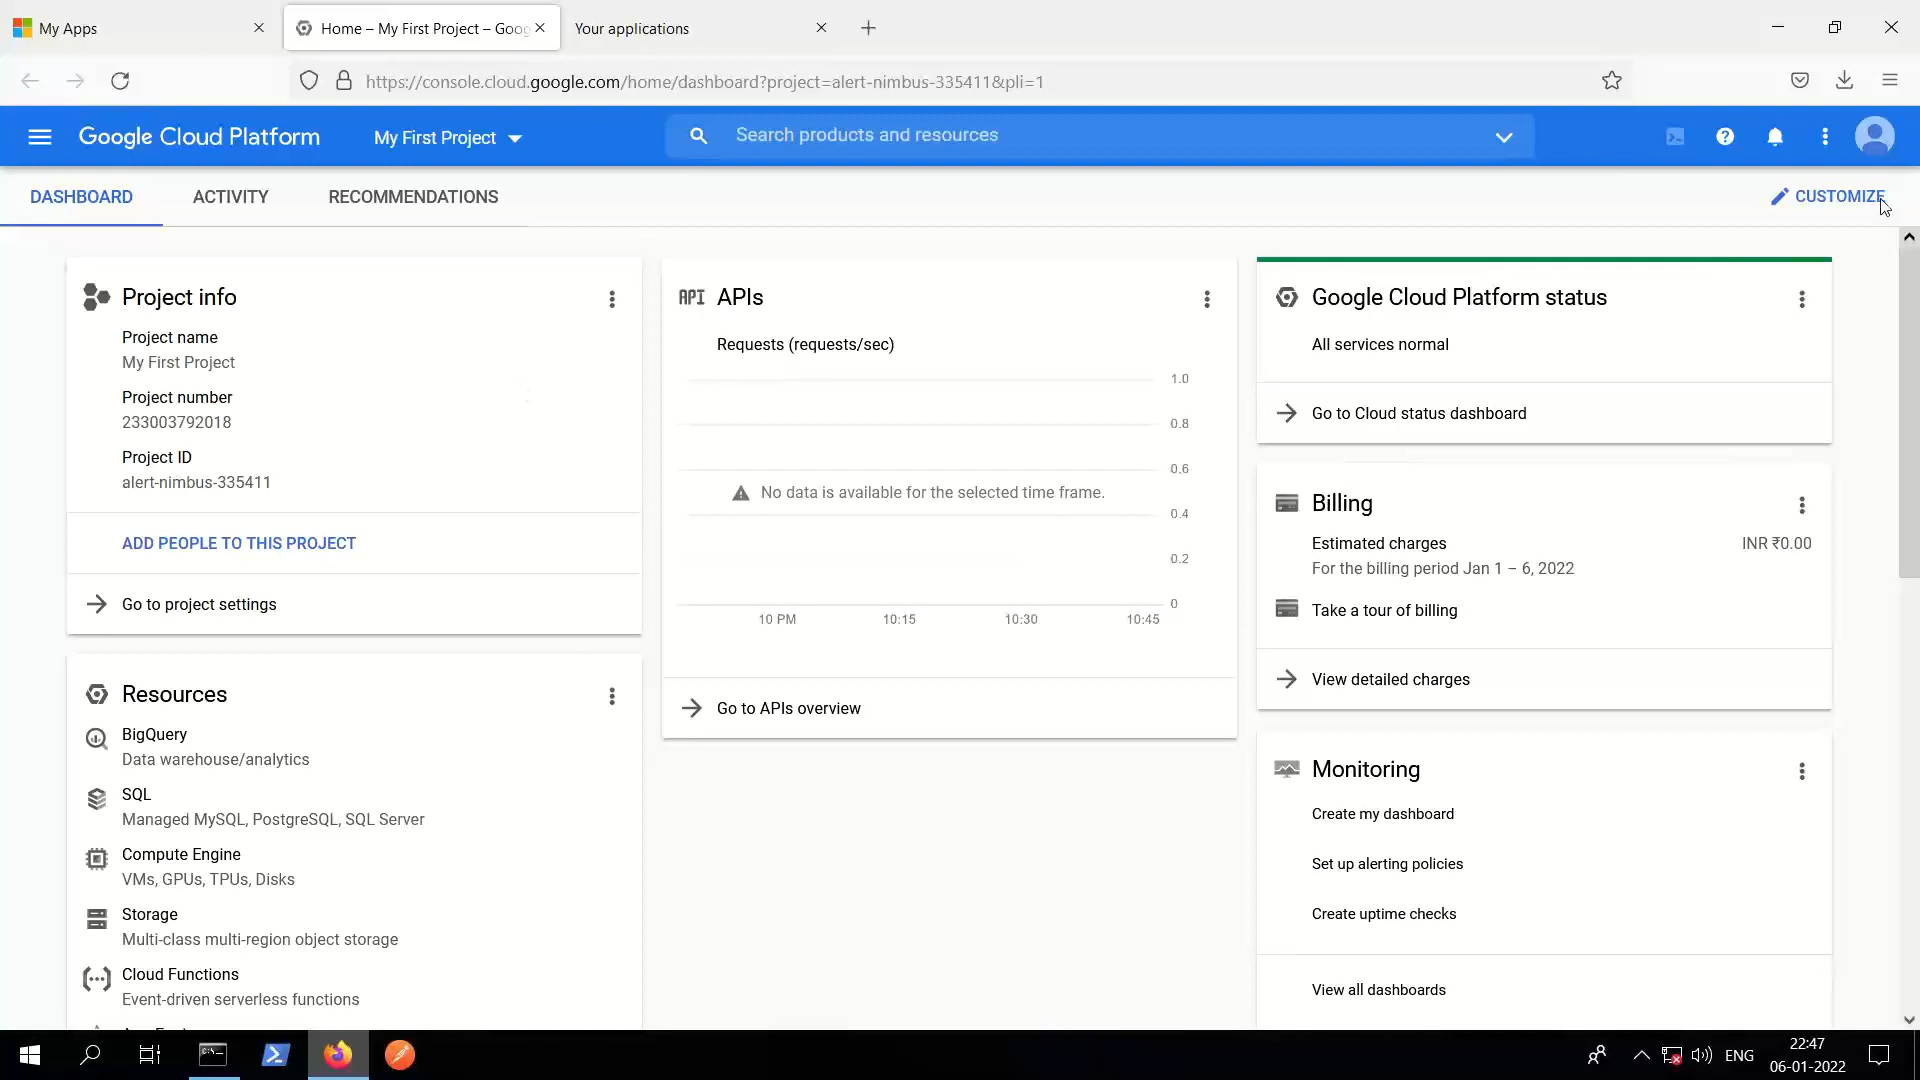 My Apps
Home – My First Project – Goog
Your applications
https://console.cloud.google.com/home/dashboard?project=alert-nimbus-335411&pli=1
Google Cloud Platform
My First Project
Search products and resources
DASHBOARD
ACTIVITY
RECOMMENDATIONS
CUSTOMIZE
Project info
Project name
My First Project
Project number
233003792018
Project ID
alert-nimbus-335411
ADD PEOPLE TO THIS PROJECT
Go to project settings
Resources
BigQuery
Data warehouse/analytics
SQL
Managed MySQL, PostgreSQL, SQL Server
Compute Engine
VMs, GPUs, TPUs, Disks
Storage
Multi-class multi-region object storage
Cloud Functions
Event-driven serverless functions
API APIs
Requests (requests/sec)
1.0
0.8
0.6
No data is available for the selected time frame.
0.4
0.2
0
10 PM 10:15 10:30 10:45
Go to APIs overview
Google Cloud Platform status
All services normal
Go to Cloud status dashboard
Billing
Estimated charges INR ₹0.00
For the billing period Jan 1 – 6, 2022
Take a tour of billing
View detailed charges
Monitoring
Create my dashboard
Set up alerting policies
Create uptime checks
View all dashboards
ENG
22:47
06-01-2022